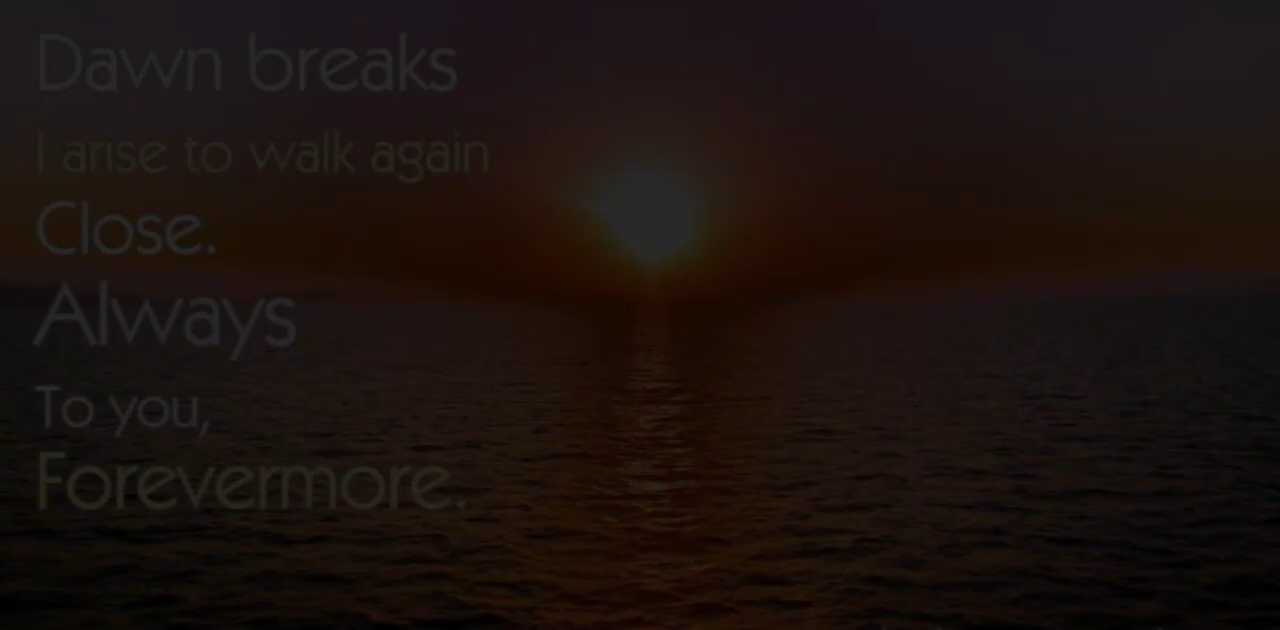 Dawn breaks
I arise to walk again
Close.
Always
To you,
Forevermore.